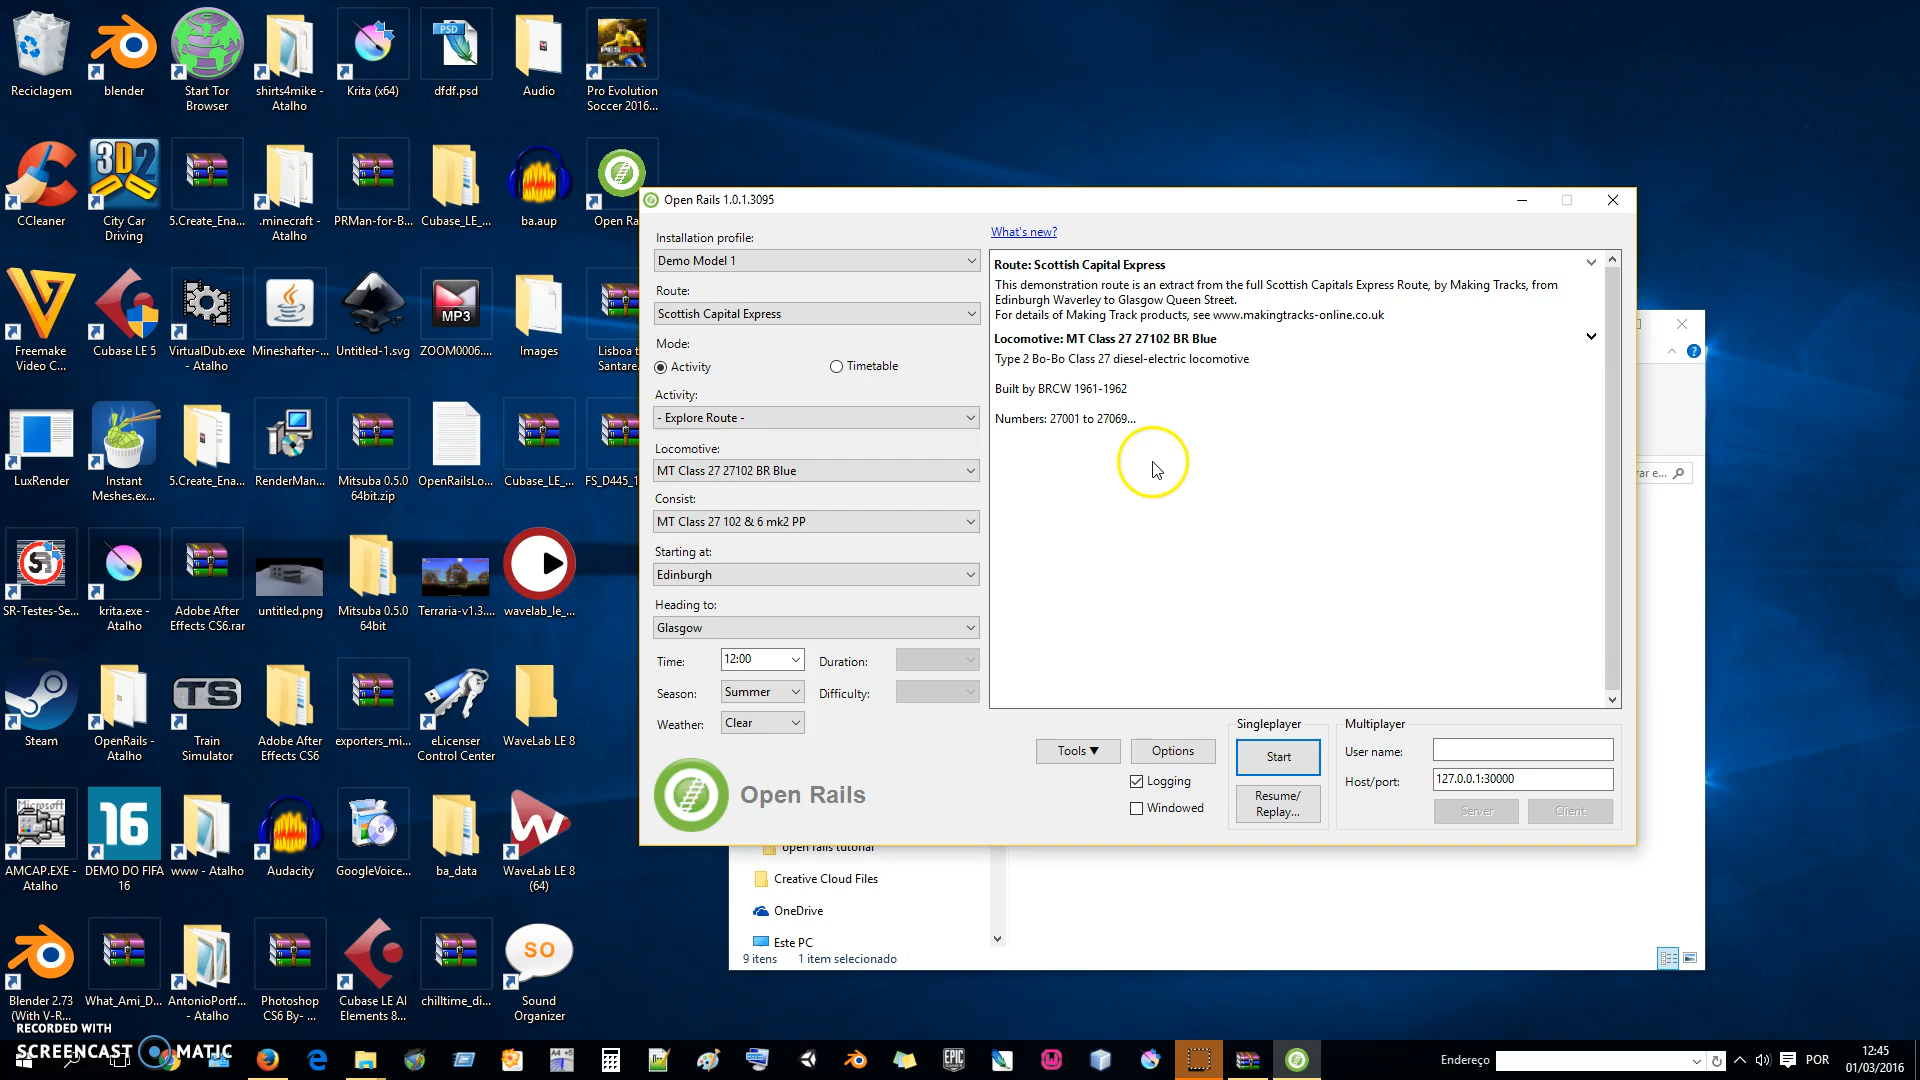 Reciclagem
blender
Start Tor
Browser
shirts4mike -
Atalho
Krita (x64)
PSD
dfdf.psd
Audio
Pro Evolution
Soccer 2016...
CCleaner
3D2
City Car
Driving
5.Create_Ena...
.minecraft -
Atalho
PRMan-for-B...
Cubase_LE_...
ba.aup
Open Ra
Freemake
Video C...
Cubase LE 5
VirtualDub.exe
- Atalho
Mineshafter-...
Untitled-1.svg
MP3
ZOOM0006....
Images
Lisboa t
Santare.
LuxRender
Instant
Meshes.ex...
5.Create_Ena...
RenderMan...
Mitsuba 0.5.0
64bit.zip
OpenRailsLo...
Cubase_LE_...
FS_D445_1
SR-Testes-Se...
krita.exe -
Atalho
Adobe After
Effects CS6.rar
untitled.png
Mitsuba 0.5.0
64bit
Terraria-v1.3....
wavelab_le_...
Steam
OpenRails -
Atalho
TS
Train
Simulator
Adobe After
Effects CS6
exporters_mi...
eLicenser
Control Center
WaveLab LE 8
Microsoft
AMCAP.EXE -
Atalho
16
DEMO DO FIFA
16
www - Atalho
Audacity
GoogleVoice...
ba_data
WaveLab LE 8
(64)
Blender 2.73
(With V-R...
What_Ami_D...
AntonioPortf...
- Atalho
Photoshop
CS6 By- ...
Cubase LE AI
Elements 8...
chilltime_di...
SO
Sound
Organizer
Open Rails 1.0.1.3095
Installation profile:
Demo Model 1
Route:
Scottish Capital Express
Mode:
Activity
Timetable
Activity:
- Explore Route -
Locomotive:
MT Class 27 27102 BR Blue
Consist:
MT Class 27 102 & 6 mk2 PP
Starting at:
Edinburgh
Heading to:
Glasgow
Time: 12:00 Duration:
Season: Summer Difficulty:
Weather: Clear
Open Rails
What's new?
Route: Scottish Capital Express
This demonstration route is an extract from the full Scottish Capitals Express Route, by Making Tracks, from
Edinburgh Waverley to Glasgow Queen Street.
For details of Making Track products, see www.makingtracks-online.co.uk
Locomotive: MT Class 27 27102 BR Blue
Type 2 Bo-Bo Class 27 diesel-electric locomotive
Built by BRCW 1961-1962
Numbers: 27001 to 27069...
Tools ▼
Options
Logging
Windowed
Singleplayer
Start
Resume/
Replay...
Multiplayer
User name:
Host/port: 127.0.0.1:30000
Server
Client
rar e...
open rails tutorial
Creative Cloud Files
OneDrive
Este PC
9 itens 1 item selecionado
RECORDED WITH
SCREENCAST MATIC
A4 +5
EPIC
GAMES
Endereço
POR
12:45
01/03/2016